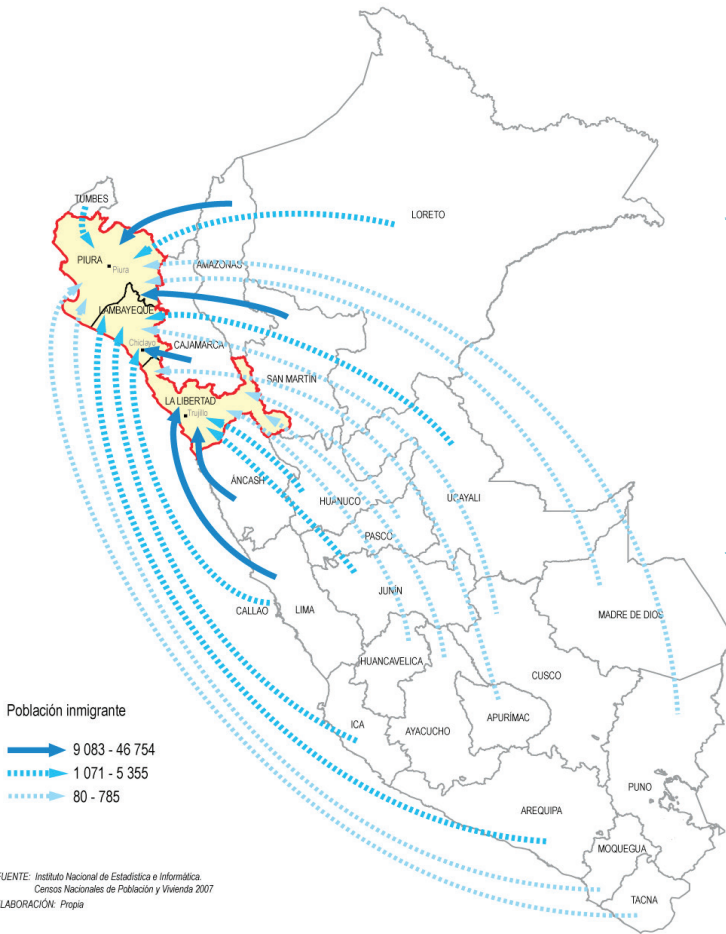 TUMBES
LORETO
PIURA
Piura
AMAZONAS
LAMBAYEQUE
Chiclayo
CAJAMARCA
SAN MARTÍN
LA LIBERTAD
Trujillo
ÁNCASH
HUANUCO
UCAYALI
PASCO
JUNÍN
CALLAO
LIMA
MADRE DE DIOS
HUANCAVELICA
CUSCO
ICA
AYACUCHO
APURÍMAC
PUNO
AREQUIPA
MOQUEGUA
TACNA
Población inmigrante
9 083 - 46 754
1 071 - 5 355
80 - 785
FUENTE: Instituto Nacional de Estadística e Informática.
Censos Nacionales de Población y Vivienda 2007
LABORACIÓN: Propia